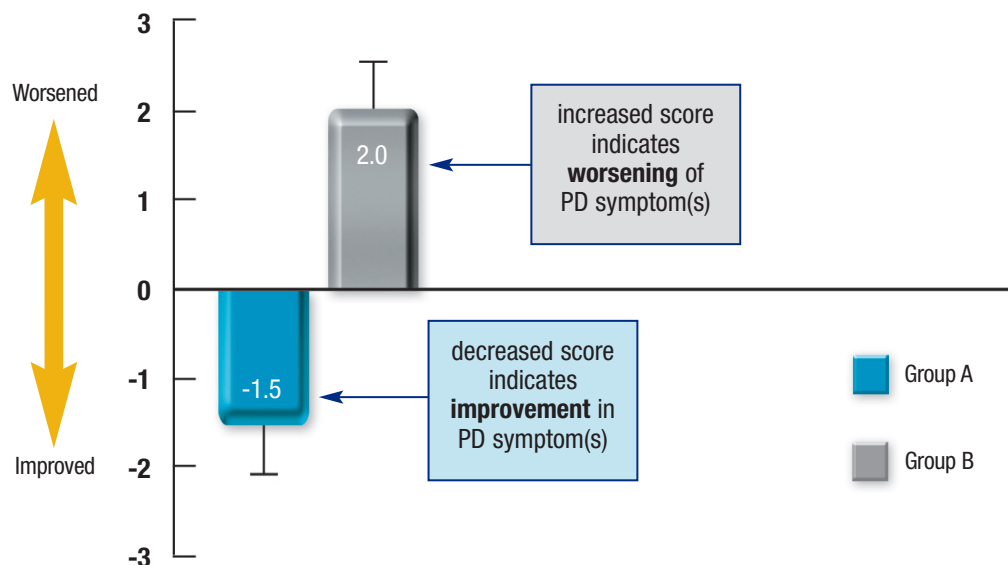 3
Worsened
2
2.0
increased score
indicates
worsening of
PD symptom(s)
1
0
-1
-1.5
decreased score
indicates
improvement in
PD symptom(s)
Group A
Group B
Improved
-2
-3